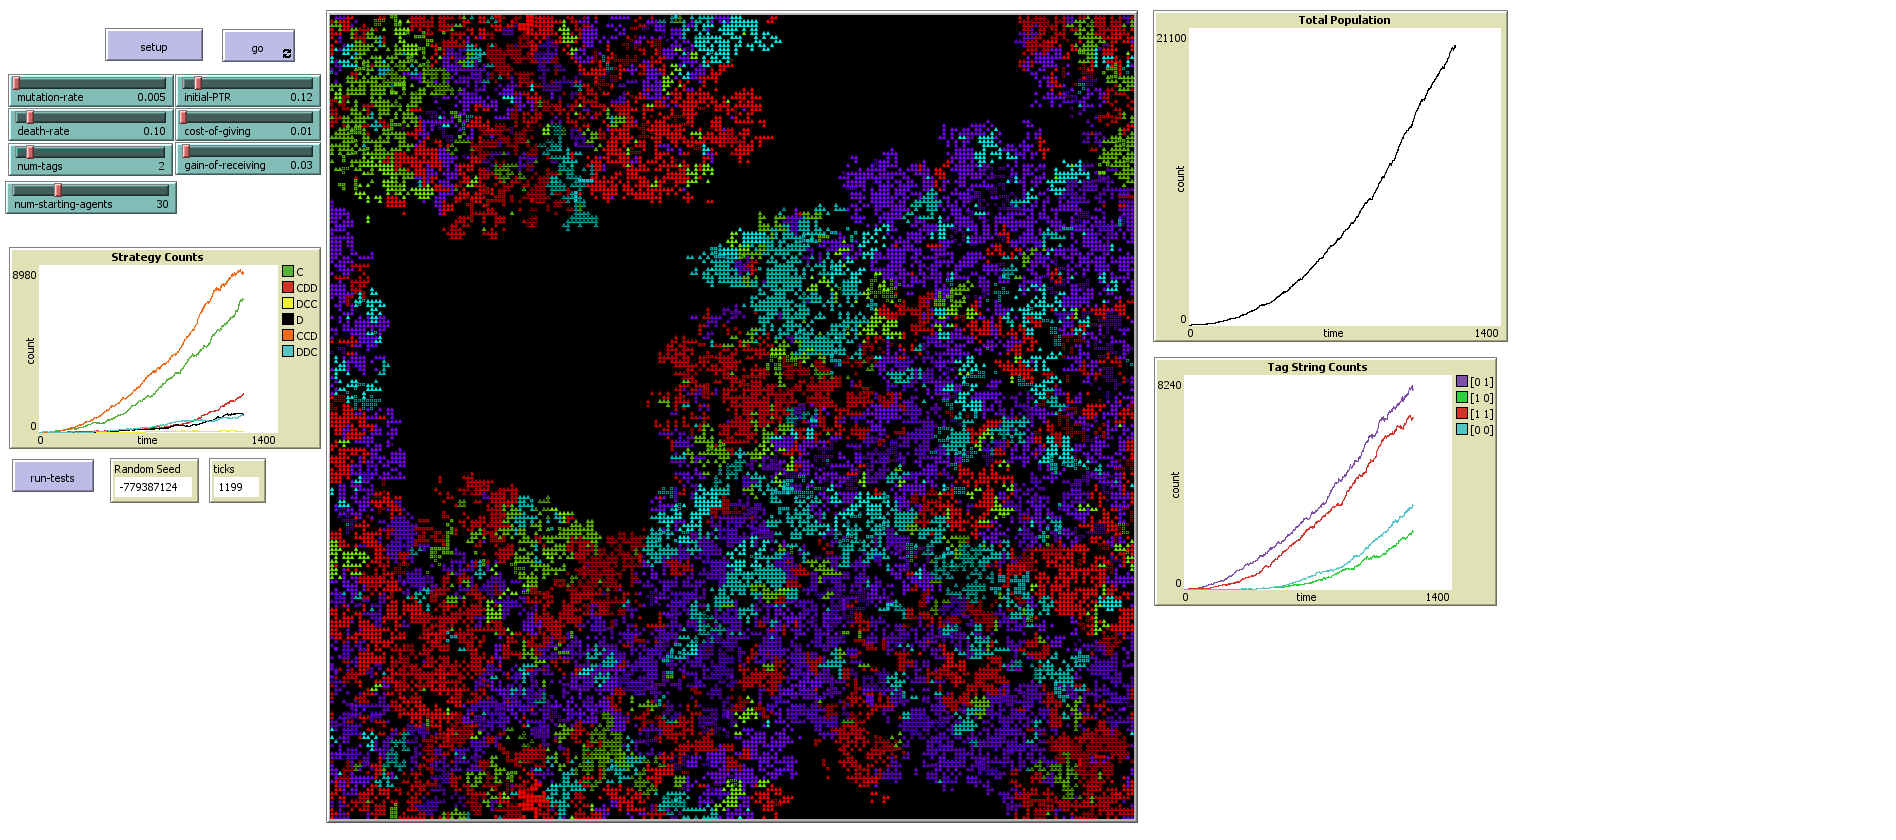 setup
go
mutation-rate 0.005
initial-PTR 0.12
death-rate 0.10
cost-of-giving 0.01
num-tags 2
gain-of-receiving 0.03
num-starting-agents 30
Strategy Counts
8980
count
0
0
time
1400
C
CDD
DCC
D
CCD
DDC
run-tests
Random Seed
-779387124
ticks
1199
Total Population
21100
count
0
0
time
1400
Tag String Counts
8240
count
0
0
time
1400
[0 1]
[1 0]
[1 1]
[0 0]